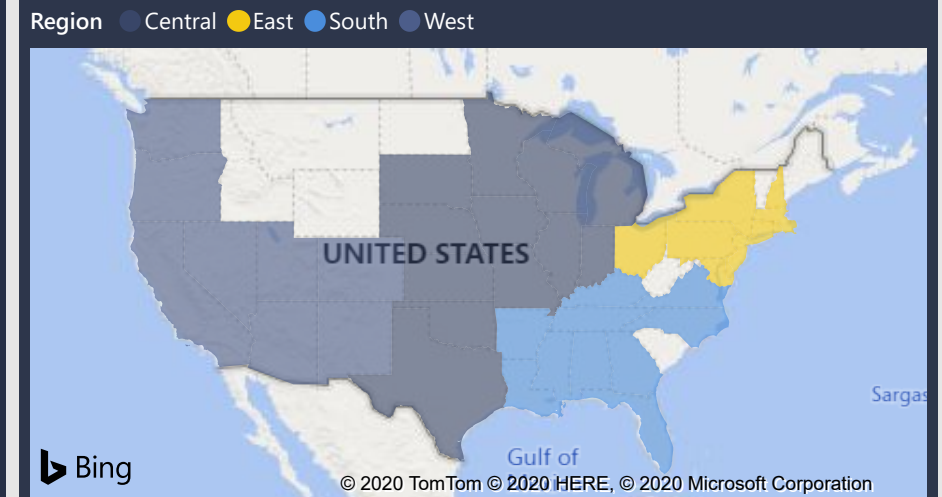 Region Central East South West
UNITED STATES
Sargas
Gulf of
Bing
© 2020 TomTom © 2020 HERE, © 2020 Microsoft Corporation